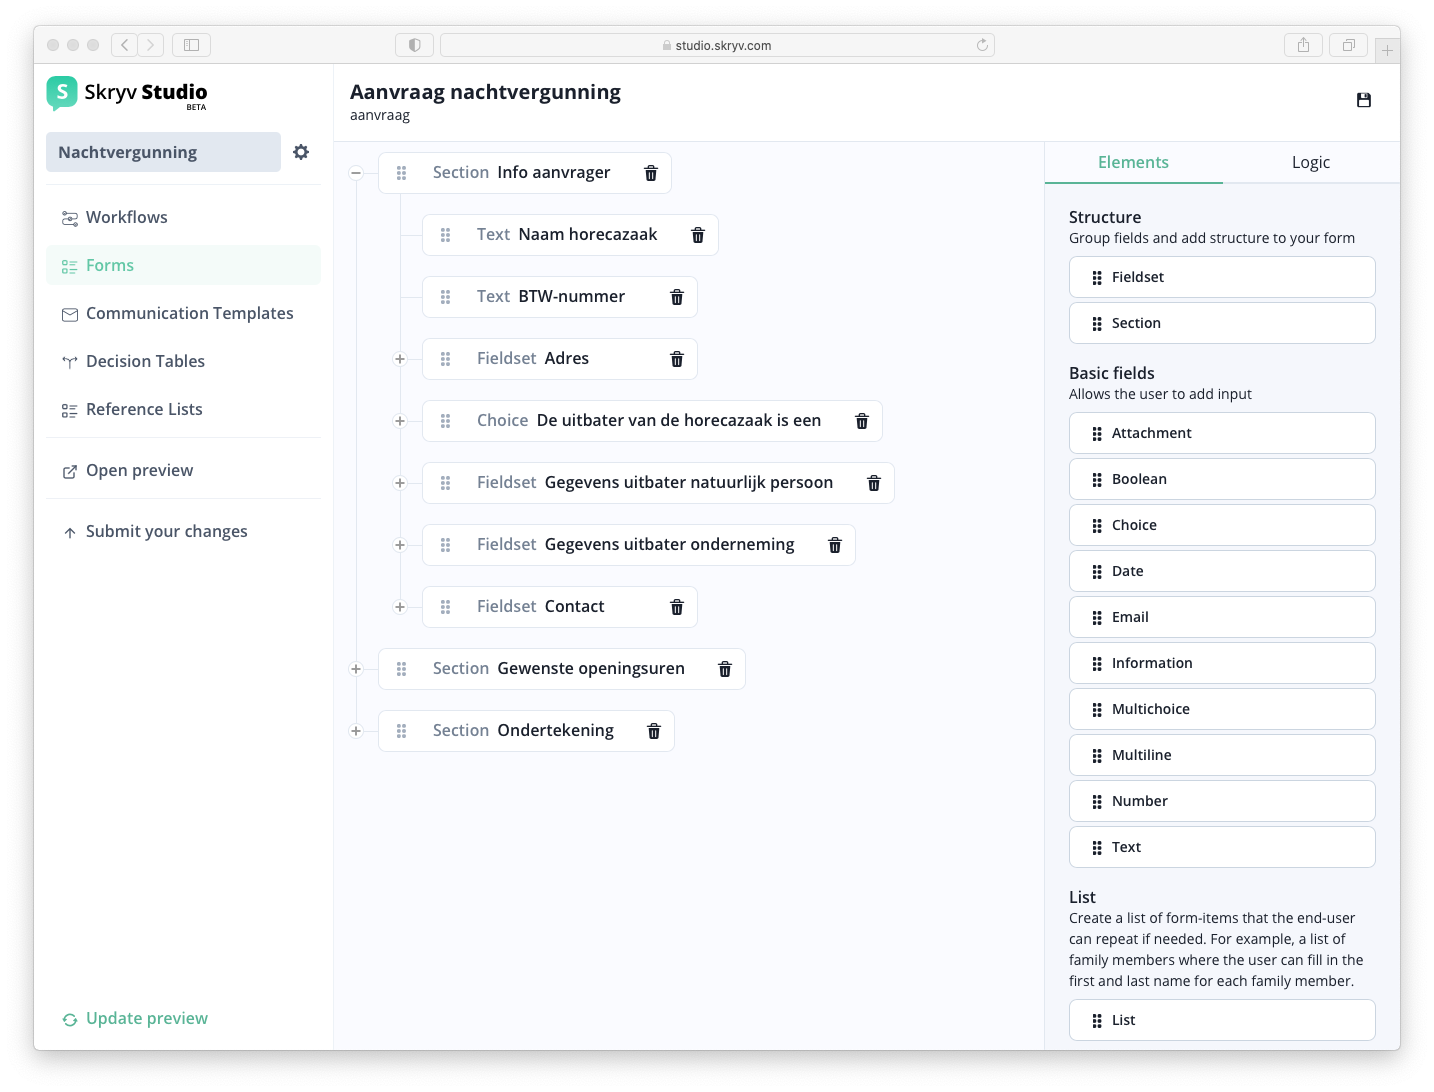 studio.skryv.com
S Skryv Studio
BETA
Nachtvergunning
Workflows
Forms
Communication Templates
Decision Tables
Reference Lists
Open preview
Submit your changes
Update preview
Aanvraag nachtvergunning
aanvraag
Section Info aanvrager
Text Naam horecazaak
Text BTW-nummer
Fieldset Adres
Choice De uitbater van de horecazaak is een
Fieldset Gegevens uitbater natuurlijk persoon
Fieldset Gegevens uitbater onderneming
Fieldset Contact
Section Gewenste openingsuren
Section Ondertekening
Elements Logic
Structure
Group fields and add structure to your form
Fieldset
Section
Basic fields
Allows the user to add input
Attachment
Boolean
Choice
Date
Email
Information
Multichoice
Multiline
Number
Text
List
Create a list of form-items that the end-user
can repeat if needed. For example, a list of
family members where the user can fill in the
first and last name for each family member.
List